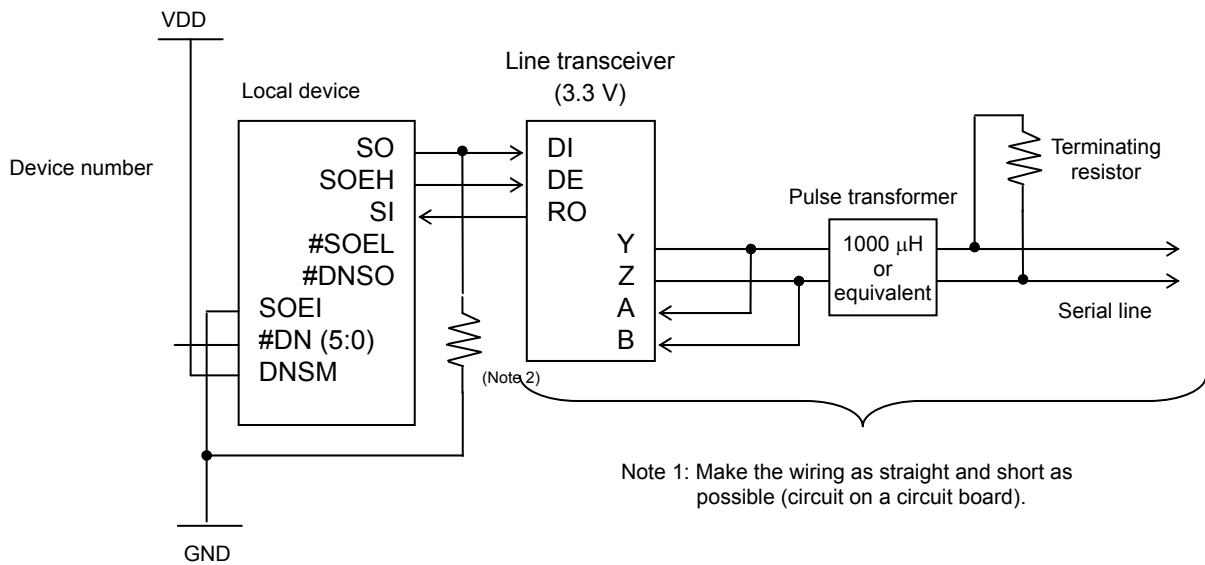 VDD
Line transceiver
(3.3 V)
Local device
Device number
SO
SOEH
SI
#SOEL
#DNSO
SOEI
#DN (5:0)
DNSM
DI
DE
RO
Y
Z
A
B
(Note 2)
Pulse transformer
1000 μH
or
equivalent
Terminating
resistor
Serial line
Note 1: Make the wiring as straight and short as
possible (circuit on a circuit board).
GND